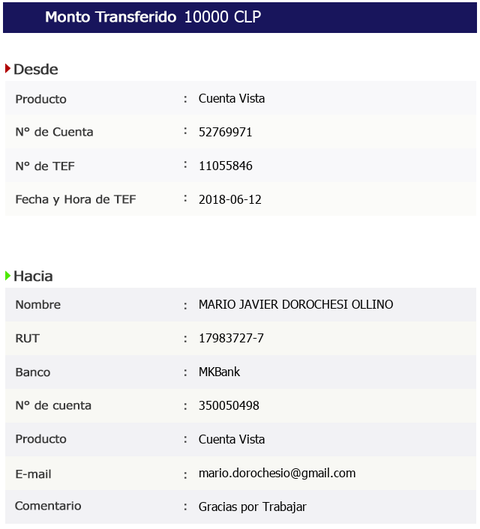 Monto Transferido 10000 CLP
Desde
Producto : Cuenta Vista
N° de Cuenta : 52769971
N° de TEF : 11055846
Fecha y Hora de TEF : 2018-06-12
Hacia
Nombre : MARIO JAVIER DOROCHESI OLLINO
RUT : 17983727-7
Banco : MKBank
N° de cuenta : 350050498
Producto : Cuenta Vista
E-mail : mario.dorochesio@gmail.com
Comentario : Gracias por Trabajar